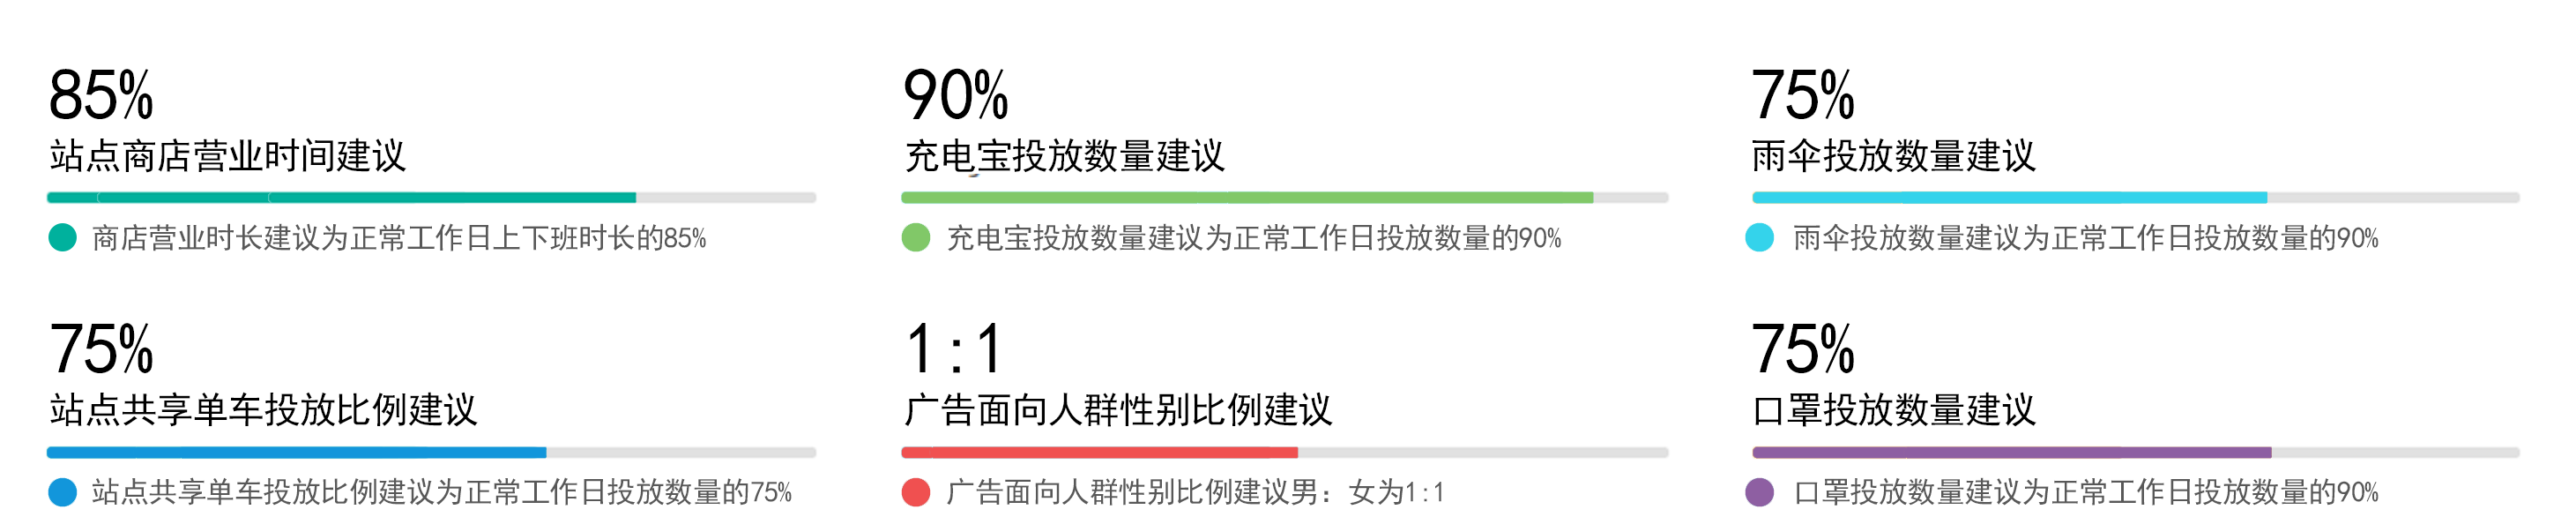 85%
站点商店营业时间建议
商店营业时长建议为正常工作日上下班时长的85%
90%
充电宝投放数量建议
充电宝投放数量建议为正常工作日投放数量的90%
75%
雨伞投放数量建议
雨伞投放数量建议为正常工作日投放数量的90%
75%
站点共享单车投放比例建议
站点共享单车投放比例建议为正常工作日投放数量的75%
1:1
广告面向人群性别比例建议
广告面向人群性别比例建议男：女为1:1
75%
口罩投放数量建议
口罩投放数量建议为正常工作日投放数量的90%